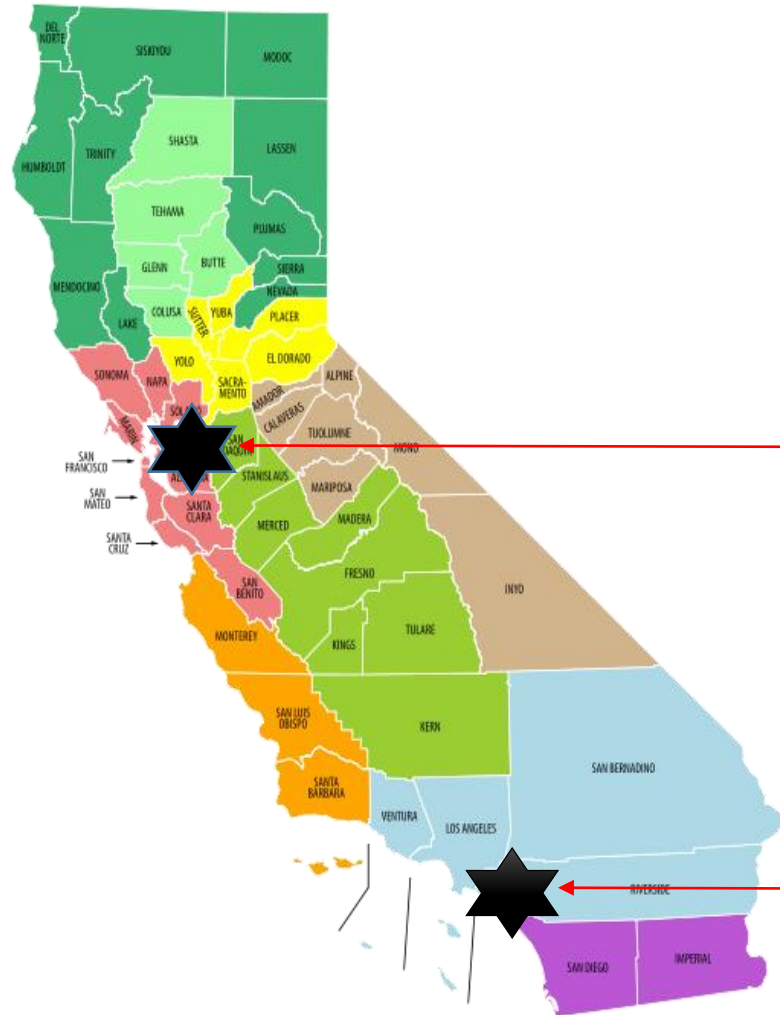 DEL
NORTE
SISKIYOU
MODOC
HUMBOLDT
TRINITY
SHASTA
LASSEN
TEHAMA
PLUMAS
GLENN
BUTTE
SIERRA
MENDOCINO
NEVADA
LAKE
COLUSA
SUTTER
YUBA
PLACER
YOLO
EL DORADO
SONOMA
NAPA
SACRA-
MENTO
ALPINE
AMADOR
MARIN
CALAVERAS
TUOLUMNE
MONO
SAN
SAN
FRANCISCO
STANISLAUS
MARIPOSA
SAN
MATEO
SANTA
CLARA
MERCED
MADERA
SANTA
CRUZ
SAN
BENITO
FRESNO
INYO
MONTEREY
KINGS
TULARE
SAN LUIS
OBISPO
KERN
SAN BERNADINO
SANTA
BARBARA
VENTURA
LOS ANGELES
RIVERSIDE
SAN DIEGO
IMPERIAL